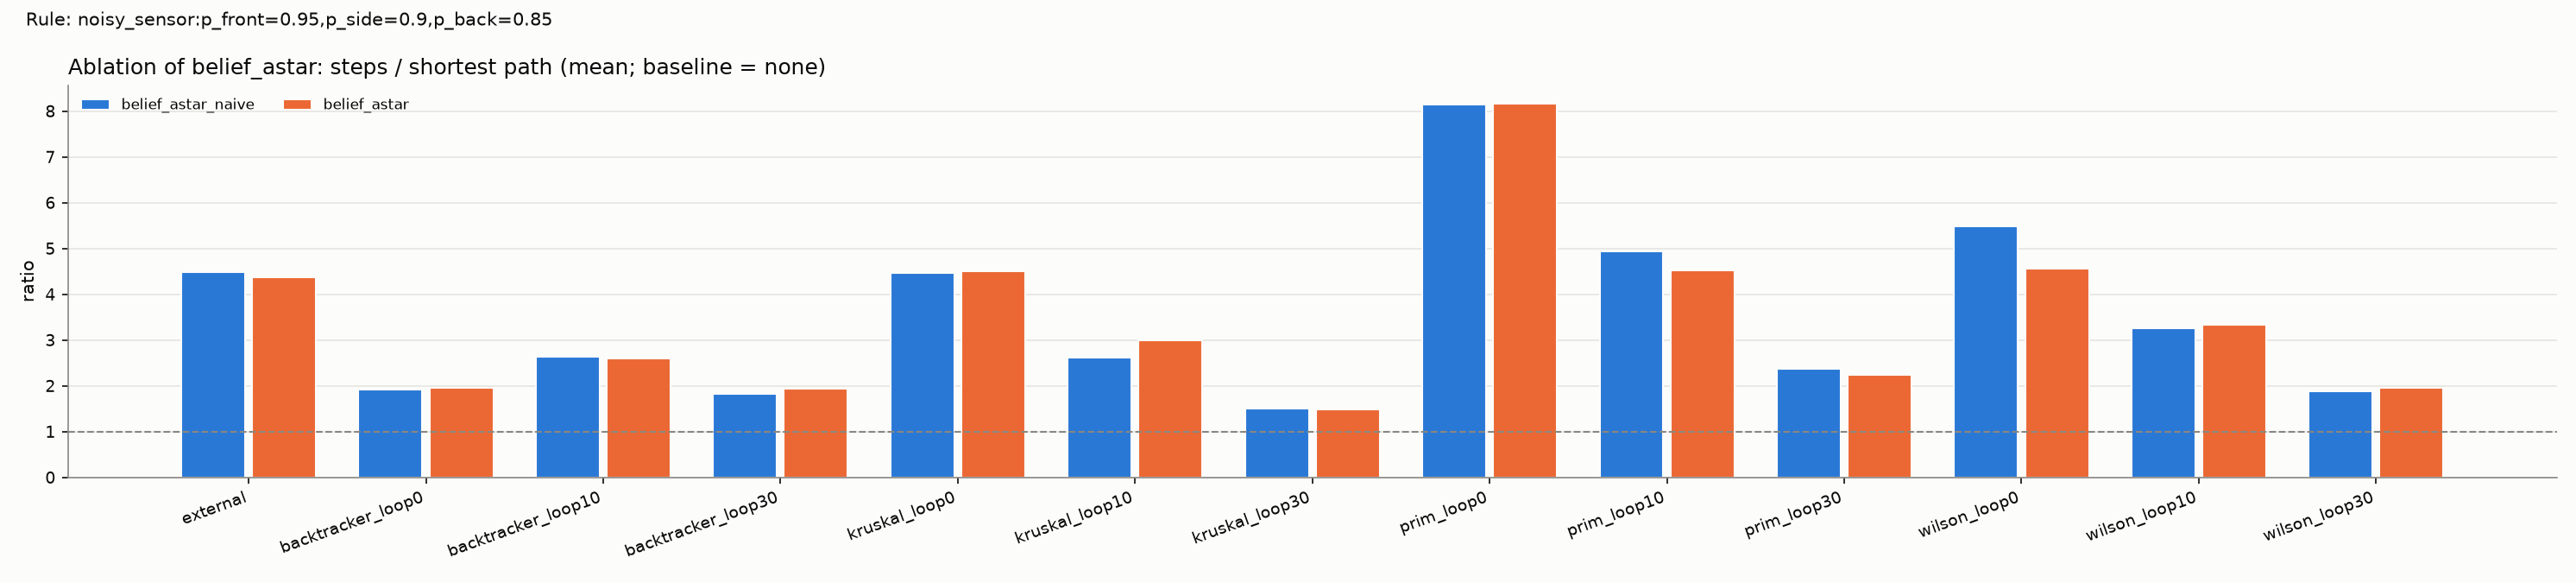 Rule: noisy_sensor:p_front=0.95,p_side=0.9,p_back=0.85
Ablation of belief_astar: steps / shortest path (mean; baseline = none)
belief_astar_naive belief_astar
ratio
8
7
6
5
4
3
2
1
0
external backtracker_loop0 backtracker_loop10 backtracker_loop30 kruskal_loop0 kruskal_loop10 kruskal_loop30 prim_loop0 prim_loop10 prim_loop30 wilson_loop0 wilson_loop10 wilson_loop30